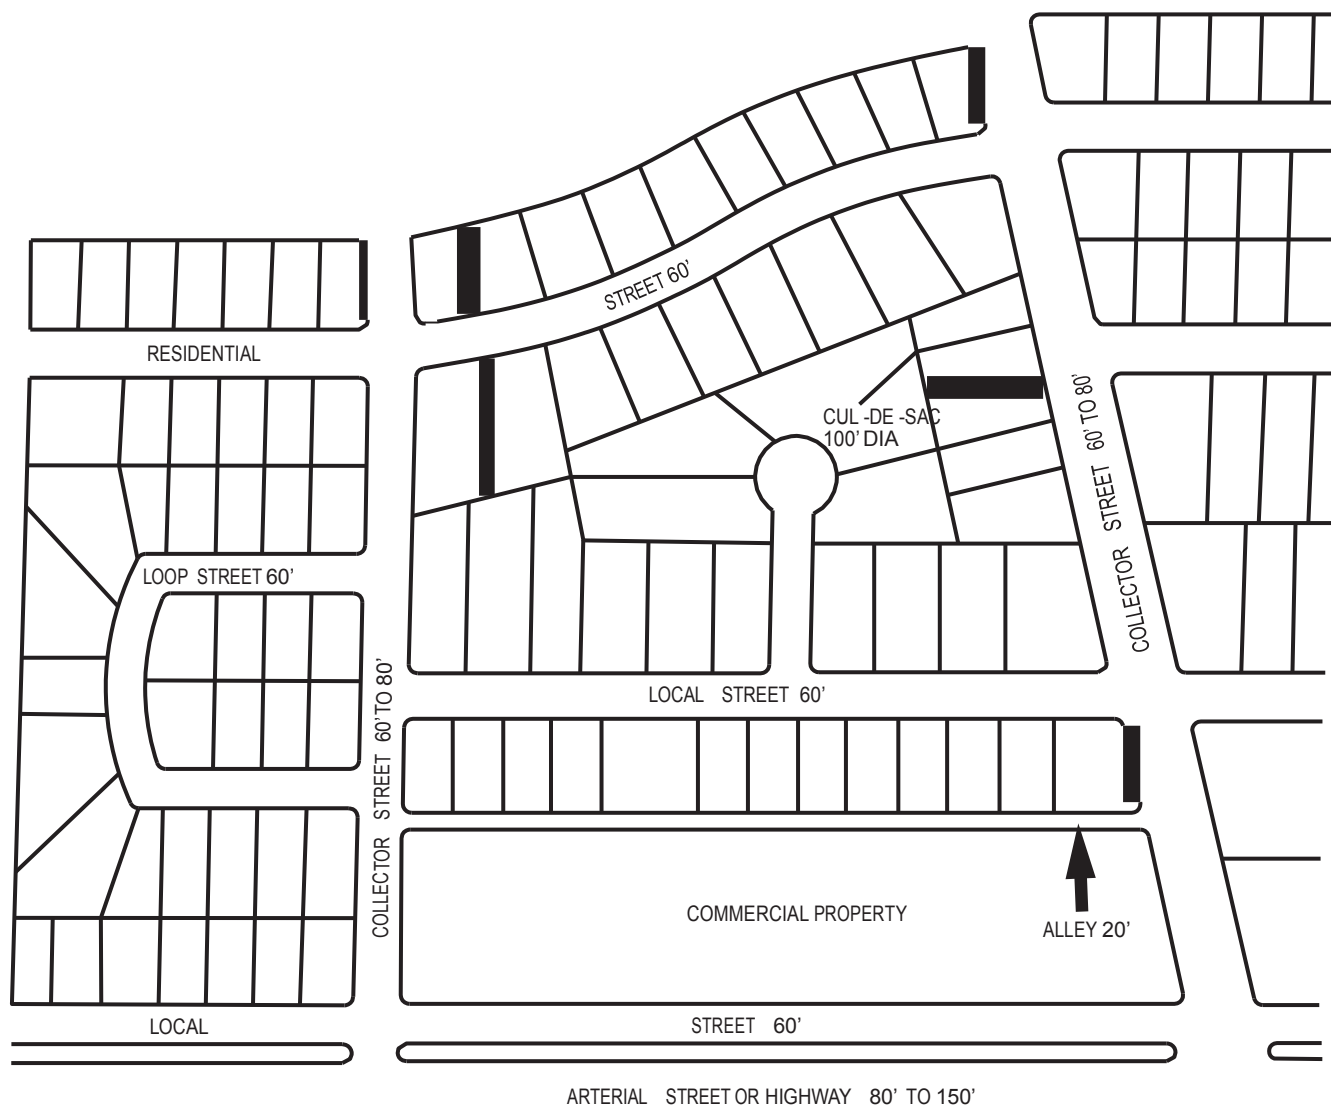 STREET 60’
RESIDENTIAL
CUL -DE -SAC
100’ DIA
COLLECTOR STREET 60’ TO 80’
LOOP STREET 60’
COLLECTOR STREET 60’ TO 80’
LOCAL STREET 60’
COMMERCIAL PROPERTY
ALLEY 20’
LOCAL STREET 60’
ARTERIAL STREET OR HIGHWAY 80’ TO 150’